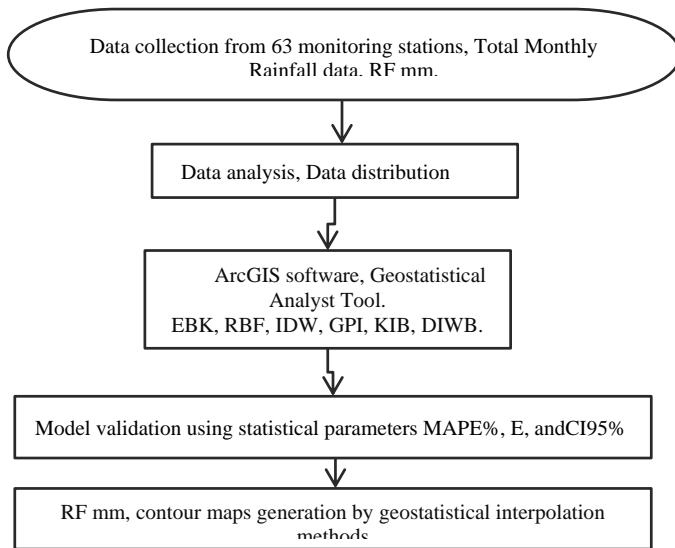 Data collection from 63 monitoring stations, Total Monthly
Rainfall data, RF mm.
Data analysis, Data distribution
ArcGIS software, Geostatistical
Analyst Tool.
EBK, RBF, IDW, GPI, KIB, DIWB.
Model validation using statistical parameters MAPE%, E, andCI95%
RF mm, contour maps generation by geostatistical interpolation
methods